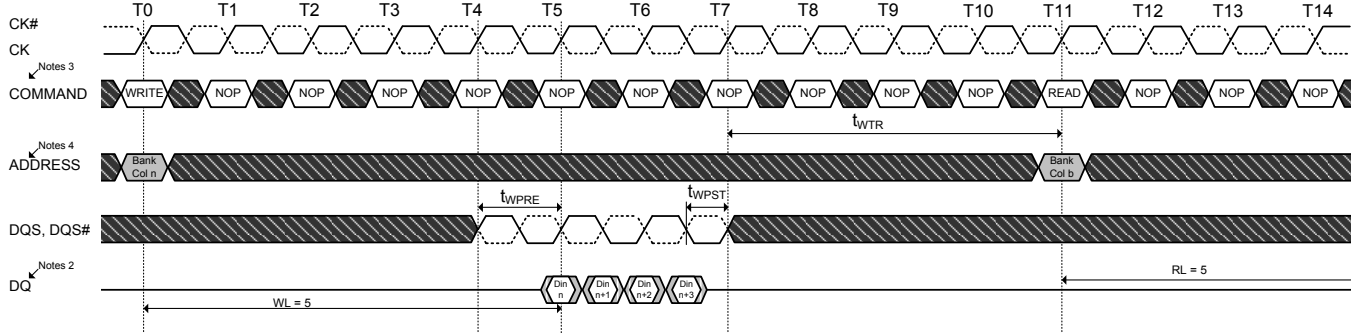 T0 T1 T2 T3 T4 T5 T6 T7 T8 T9 T10 T11 T12 T13 T14
CK#
CK
Notes 3
COMMAND
WRITE NOP NOP NOP NOP NOP NOP NOP NOP NOP NOP READ NOP NOP NOP
tWTR
Notes 4
ADDRESS
Bank Col n
Bank Col b
tWPRE
tWPST
DQS, DQS#
Notes 2
DQ
Din n
Din n+1
Din n+2
Din n+3
RL = 5
WL = 5